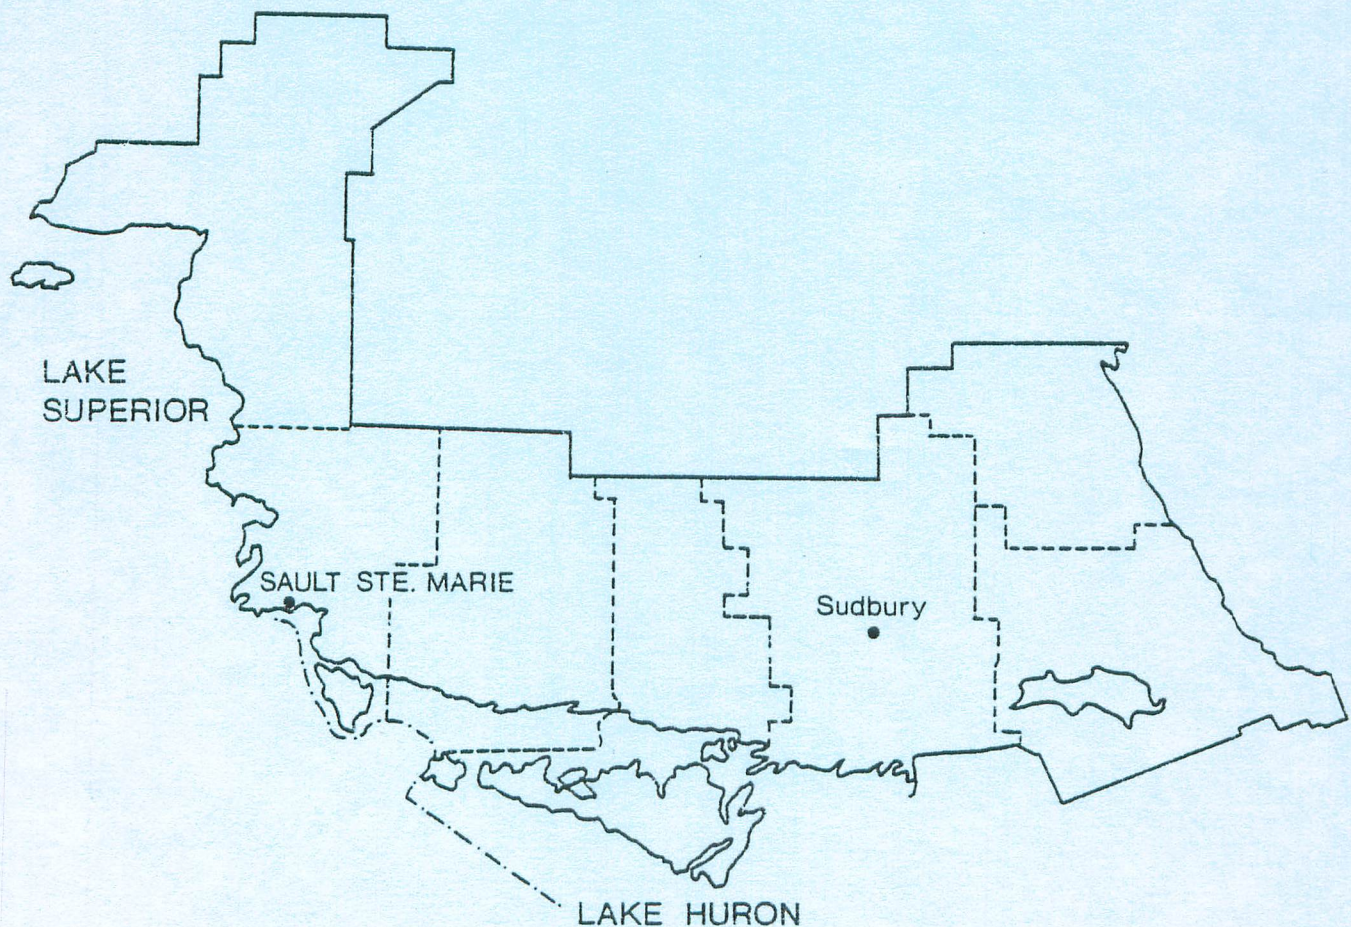 LAKE
SUPERIOR
SAULT STE. MARIE
Sudbury
LAKE HURON